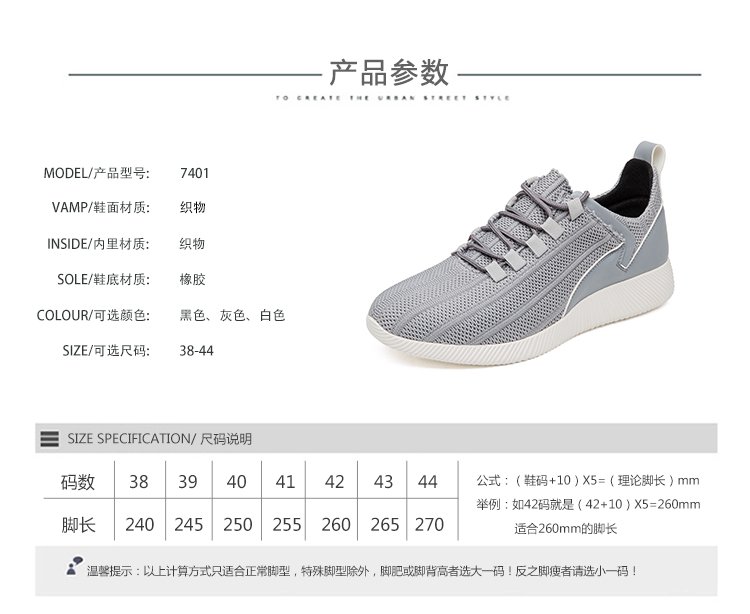 产品参数
TO CREATE THE URBAN STREET STYLE
MODEL/产品型号: 7401
VAMP/鞋面材质: 织物
INSIDE/内里材质: 织物
SOLE/鞋底材质: 橡胶
COLOUR/可选颜色: 黑色、灰色、白色
SIZE/可选尺码: 38-44
SIZE SPECIFICATION/ 尺码说明
码数 38 39 40 41 42 43 44
脚长 240 245 250 255 260 265 270
公式:（鞋码+10）X5=（理论脚长）mm
举例: 如42码就是（42+10）X5=260mm
适合260mm的脚长
温馨提示：以上计算方式只适合正常脚型，特殊脚型除外，脚肥或脚背高者选大一码！反之脚瘦者请选小一码！